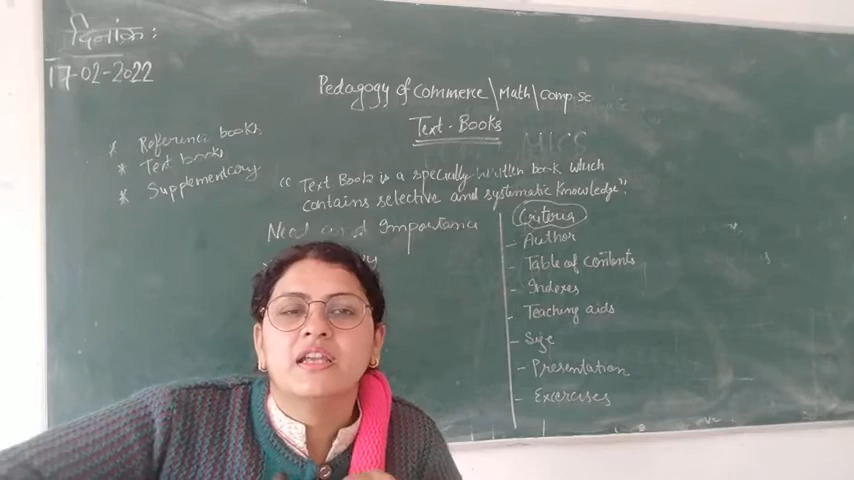 दिनांक:
17-02-2022
Pedagogy of Commerce\Math\Comp.sc
Text-Books
* Reference books
* Text books
* Supplementary
"Text Book is a specially written book which
contains selective and systematic knowledge".
Need and Importance
Criteria
- Author
- Table of contents
- Indexes
- Teaching aids
- Size
- Presentation
- Exercises